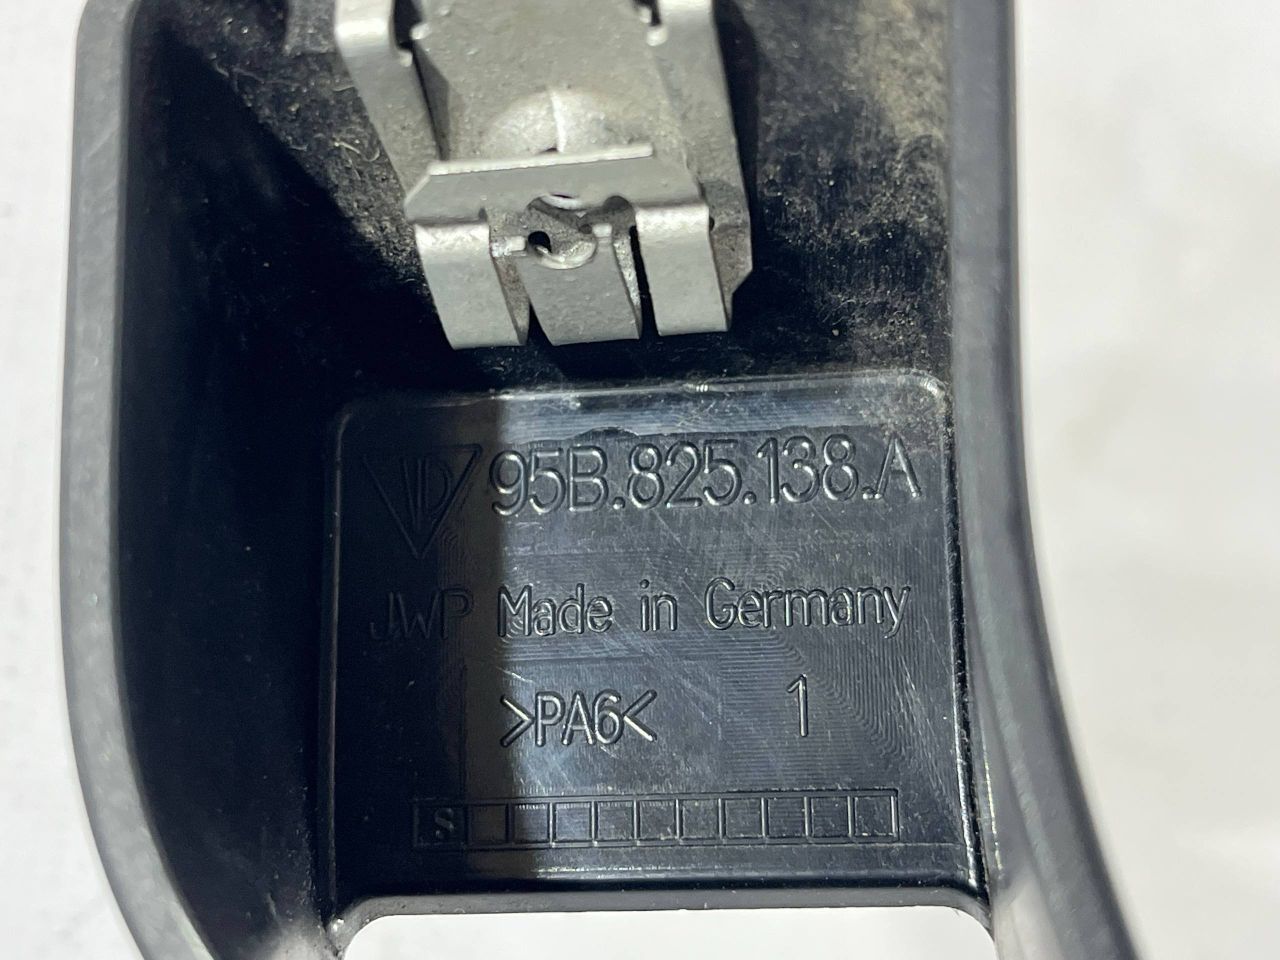 95B.825.138.A
JWP Made in Germany
>PA6< 1
S